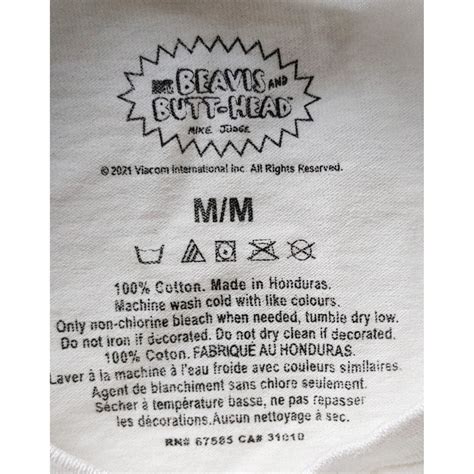 MTV BEAVIS AND
BUTT-HEAD
MIKE JUDGE
© 2021 Viacom International Inc. All Rights Reserved.
M/M
100% Cotton. Made in Honduras.
Machine wash cold with like colours.
Only non-chlorine bleach when needed, tumble dry low.
Do not iron if decorated. Do not dry clean if decorated.
100% Coton. FABRIQUE AU HONDURAS.
Laver à la machine à l'eau froide avec couleurs similaires.
Agent de blanchiment sans chlore seulement.
Sécher à température basse, ne pas repasser
les décorations.Aucun nettoyage à sec.
RN# 67585 CA# 31010